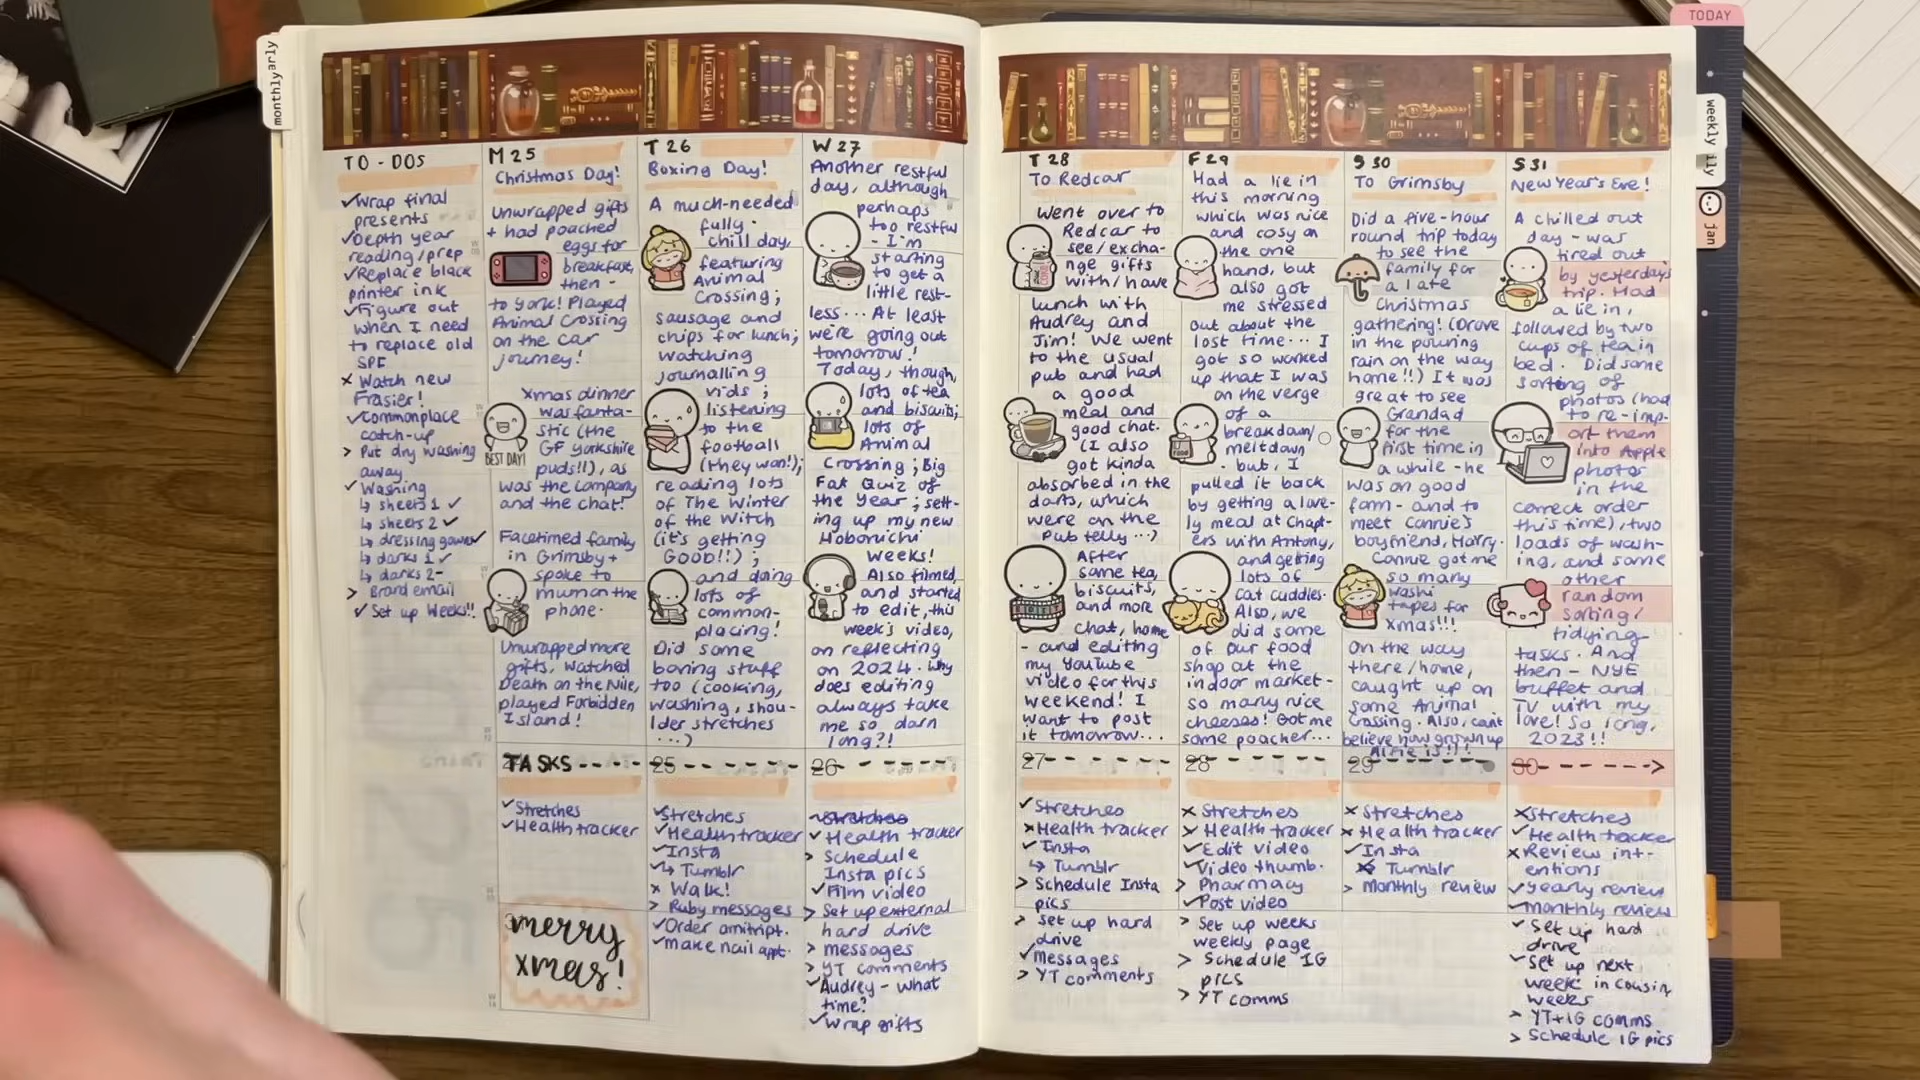 TODAY
monthly
arly
weekly
ily
jan
TO-DOS
✓Wrap final
presents
✓Depth year
reading/prep
✓Replace black
printer ink
✓Figure out
when I need
to replace old
SPF
x Watch new
Frasier!
✓Commonplace
catch-up
> Put dry washing
away
✓ Washing
↳ sheets 1 ✓
↳ sheets 2 ✓
↳ dressing gown ✓
↳ darks 1 ✓
↳ darks 2-
> Brand email
✓ Set up Weeks!!
M 25
Christmas Day!
Unwrapped gifts
+ had poached
eggs for
breakfast,
then -
to York! Played
Animal Crossing
on the car
journey!
Xmas dinner
was fanta-
stic (the
GF Yorkshire
puds!!), as
was the company
and the chat!
BEST DAY!
Facetimed family
in Grimsby +
spoke to
mum on the
phone.
Unwrapped more
gifts, watched
Death on the Nile,
played Forbidden
Island!
TASKS
✓Stretches
✓Health tracker
merry
xmas!
T 26
Boxing Day!
A much-needed
fully-
chill day,
featuring
Animal
Crossing;
sausage and
chips for lunch;
watching
journalling
vids;
listening
to the
football
(they won!);
reading lots
of The Winter
of the Witch
(it's getting
GOOD!!);
and doing
lots of
common-
placing!
Did some
boring stuff
too (cooking,
washing, shou-
lder stretches
...)
25
✓Stretches
✓Health tracker
✓Insta
↳ Tumblr
x Walk!
> Ruby messages
✓Order amitript.
✓make nail appt.
W 27
Another restful
day, although
perhaps
too restful
- I'm
starting
to get a
little rest-
less... At least
we're going out
tomorrow!
Today, though,
lots of tea
and biscuits;
lots of
Animal
Crossing; Big
Fat Quiz of
the Year; sett-
ing up my new
Hobonichi
Weeks!
Also filmed,
and started
to edit, this
week's video,
on reflecting
on 2024. Why
does editing
always take
me so darn
long?!
26
~Stretches
✓ Health tracker
> Schedule
Insta pics
✓Film video
> Set up external
hard drive
> messages
> YT comments
✓Audrey - what
time?
✓Wrap gifts
T 28
To Redcar
Went over to
Redcar to
see/excha-
nge gifts
with/have
lunch with
Audrey and
Jim! We went
to the usual
pub and had
a good
meal and
good chat.
(I also
got kinda
absorbed in the
darts, which
were on the
pub telly...)
After
some tea,
biscuits,
and more
chat, home
- and editing
my YouTube
video for this
weekend! I
want to post
it tomorrow...
27
✓Stretches
xHealth tracker
✓ Insta
↳ Tumblr
> Schedule Insta
pics
> set up hard
drive
✓messages
> YT comments
F 29
Had a lie in
this morning
which was nice
and cosy on
the one
hand, but
also got
me stressed
out about the
lost time... I
got so worked
up that I was
on the verge
of a
breakdown/
meltdown
- but, I
pulled it back
by getting a love-
ly meal at Chapt-
ers with Antony,
and getting
lots of
cat cuddles.
Also, we
did some
of our food
shop at the
indoor market -
so many nice
cheeses! Got me
some poacher...
28
x Stretches
✓ Health tracker
✓Edit video
✓Video thumb.
> Pharmacy
✓Post video
> Set up weeks
weekly page
> Schedule IG
pics
> YT comms
S 30
To Grimsby
Did a five-hour
round trip today
to see the
family for
a late
Christmas
gathering! (Drove
in the pouring
rain on the way
home!!) It was
great to see
Grandad
for the
first time in
a while - he
was on good
form - and to
meet Connie's
boyfriend, Harry.
Connie got me
so many
washi
tapes for
xmas!!!
On the way
there/home,
caught up on
some Animal
Crossing. Also, can't
believe how grown up
Alfie is!!!
29
x Stretches
x Health tracker
✓ Insta
x Tumblr
> Monthly review
S 31
New Year's Eve!
A chilled out
day - was
tired out
by yesterday's
trip. Had
a lie in,
followed by two
cups of tea in
bed. Did some
sorting of
photos (had
to re-imp-
ort them
into Apple
photos
in the
correct order
this time), two
loads of wash-
ing, and some
other
random
sorting/
tidying
tasks. And
then - NYE
buffet and
TV with my
love! So long,
2023!!
30
xStretches
✓Health tracker
xReview int-
entions
✓yearly review
✓monthly review
✓ Set up hard
drive
✓ Set up next
week in cousin
weeks
> YT+IG comms
> Schedule IG pics